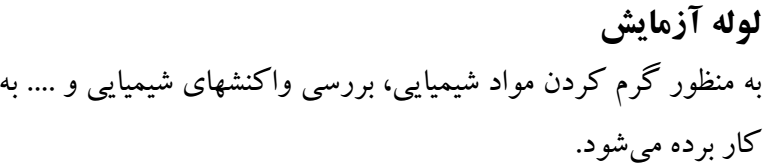 لوله آزمایش
به منظور گرم کردن مواد شیمیایی، بررسی واکنشهای شیمیایی و .... به
کار برده می‌شود.